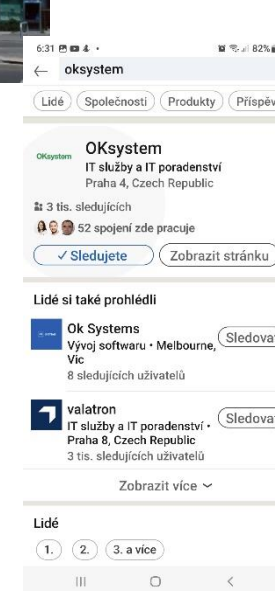 6:31
82%
oksystem
Lidé
Společnosti
Produkty
Příspěv
OKsystem
OKsystem
IT služby a IT poradenství
Praha 4, Czech Republic
3 tis. sledujících
52 spojení zde pracuje
✓ Sledujete
Zobrazit stránku
Lidé si také prohlédli
Ok Systems
Vývoj softwaru • Melbourne,
Vic
8 sledujících uživatelů
Sledovat
valatron
IT služby a IT poradenství •
Praha 8, Czech Republic
3 tis. sledujících uživatelů
Sledovat
Zobrazit více
Lidé
1.
2.
3. a více